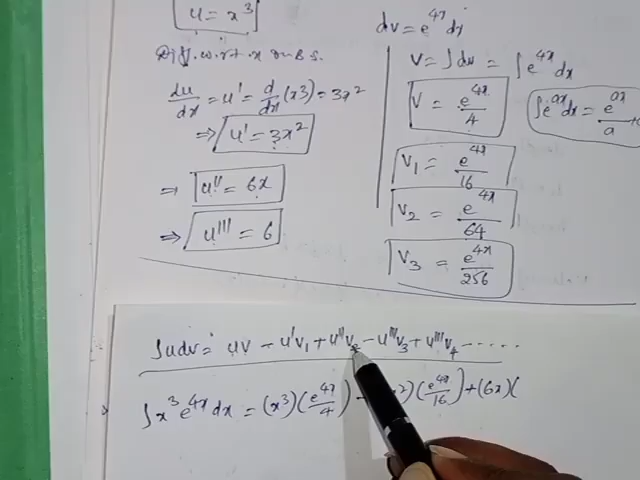 u = x³
Diff. w.r.t x on B.S.
du/dx = u' = d/dx (x3) = 3x²
⇒ u' = 3x²
⇒ u'' = 6x
⇒ u''' = 6
dv = e^4x dx
V = ∫dv = ∫e^4x dx
V = e^4x/4
∫e^ax dx = e^ax/a +c
V₁ = e^4x/16
V₂ = e^4x/64
V₃ = e^4x/256
∫udv = uv - u'v₁ + u''v₂ - u'''v₃ + u''''v₄ - ......
∫x³e^4x dx = (x³)(e^4x/4) - ²)(e^4x/16) + (6x)(